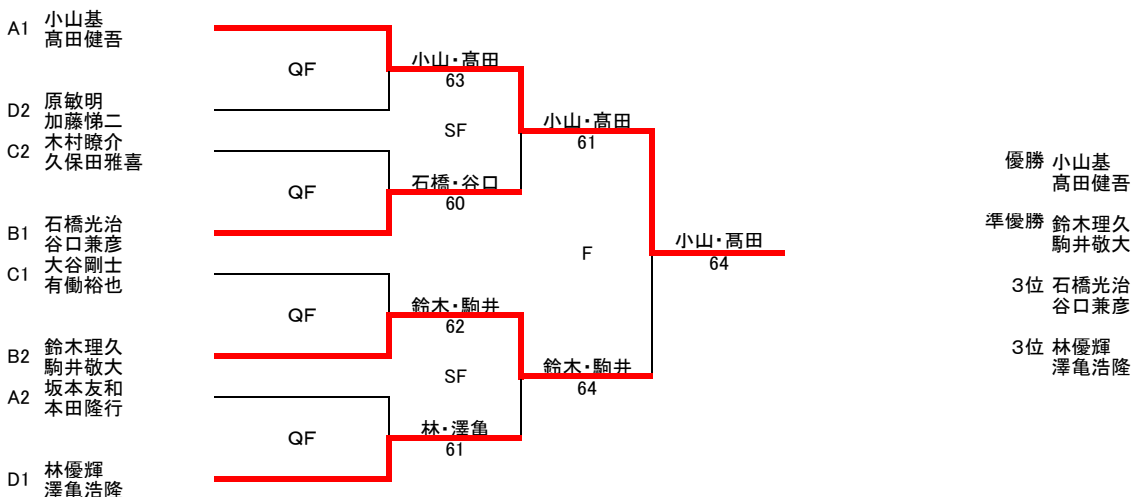 A1 小山基
髙田健吾
QF
小山・髙田
63
D2 原敏明
加藤悌二
SF
小山・髙田
61
C2 木村瞭介
久保田雅喜
QF
石橋・谷口
60
B1 石橋光治
谷口兼彦
F
小山・髙田
64
C1 大谷剛士
有働裕也
QF
鈴木・駒井
62
B2 鈴木理久
駒井敬大
SF
鈴木・駒井
64
A2 坂本友和
本田隆行
QF
林・澤亀
61
D1 林優輝
澤亀浩隆
優勝 小山基
髙田健吾
準優勝 鈴木理久
駒井敬大
3位 石橋光治
谷口兼彦
3位 林優輝
澤亀浩隆